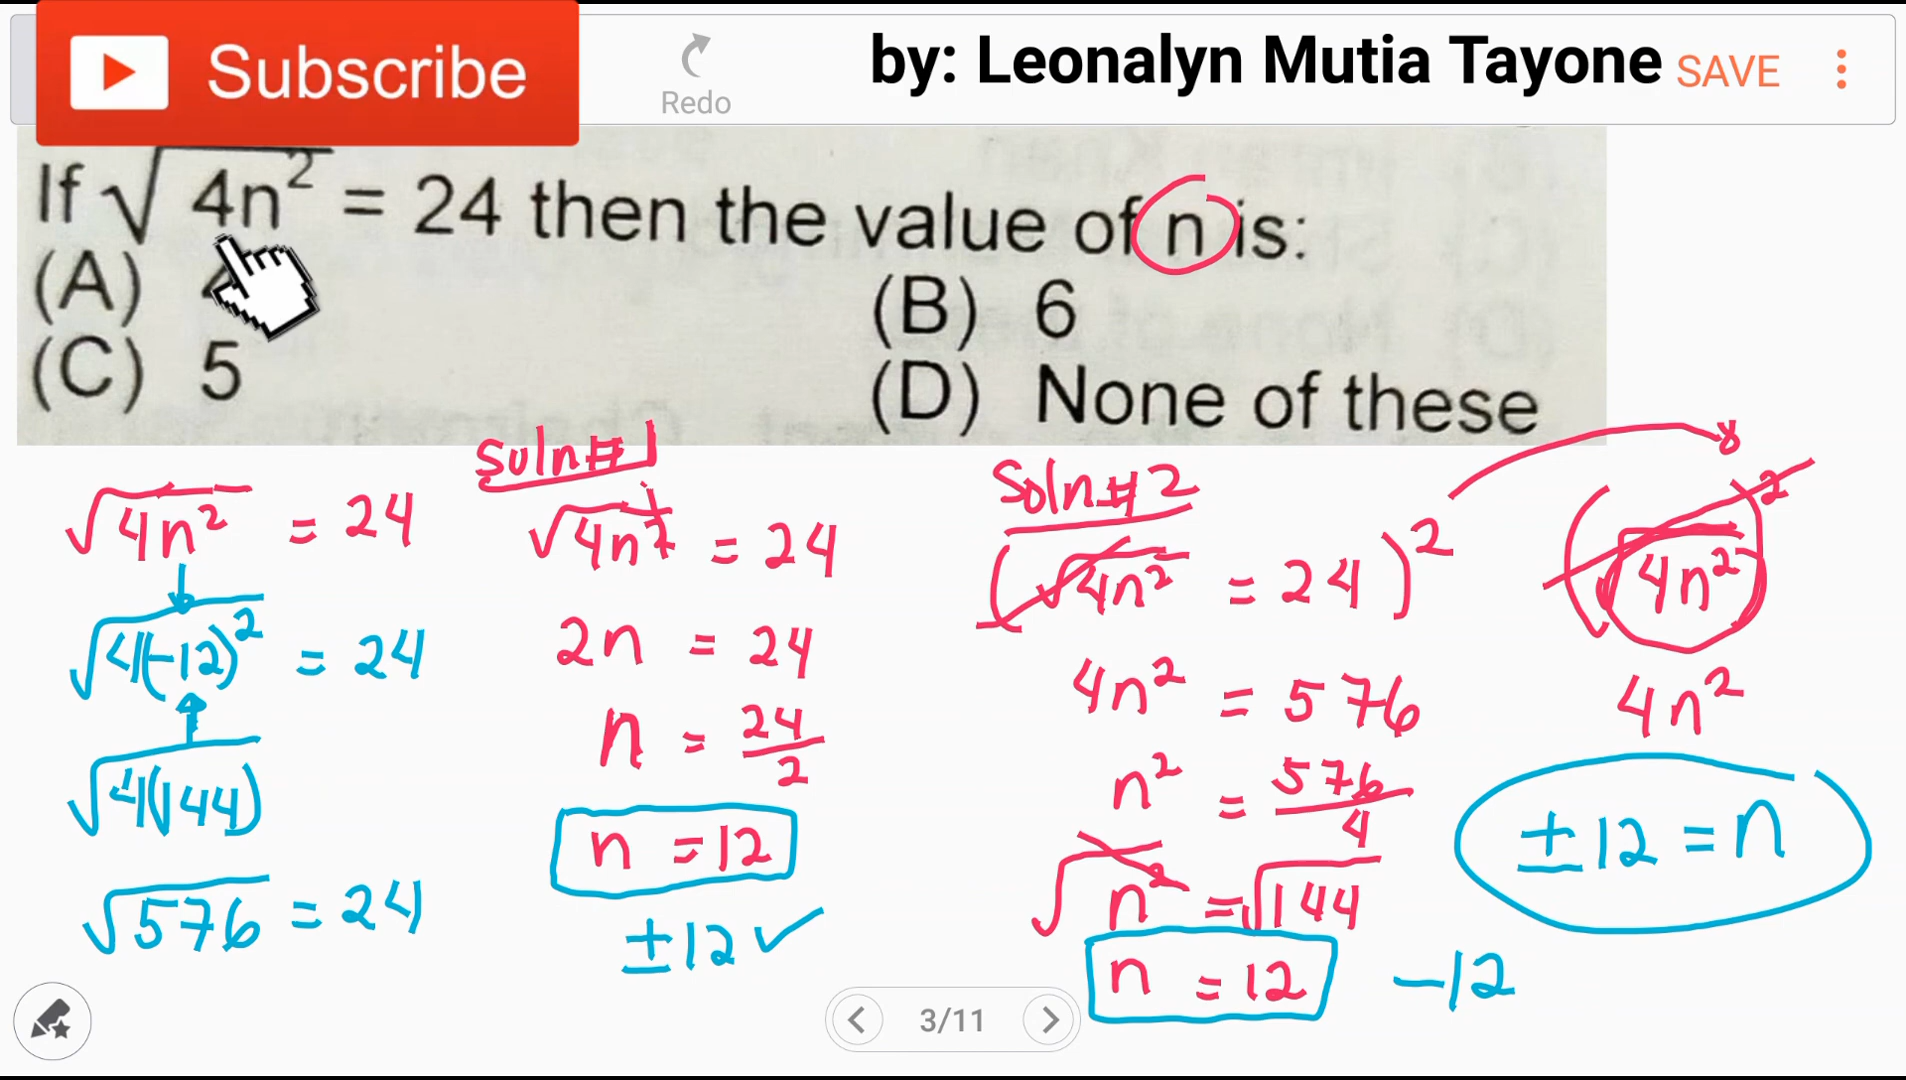 Subscribe
Redo
by: Leonalyn Mutia Tayone
SAVE
If √4n² = 24 then the value of n is:
(A) 4
(B) 6
(C) 5
(D) None of these
√4n² = 24
√4(-12)² = 24
√4(144)
√576 = 24
Soln#1
√4n² = 24
2n = 24
n = 24/2
n = 12
±12 ✓
Soln#2
(√4n² = 24)²
4n² = 576
n² = 576/4
√n² = √144
n = 12
-12
(√4n²)²
4n²
±12 = n
3/11